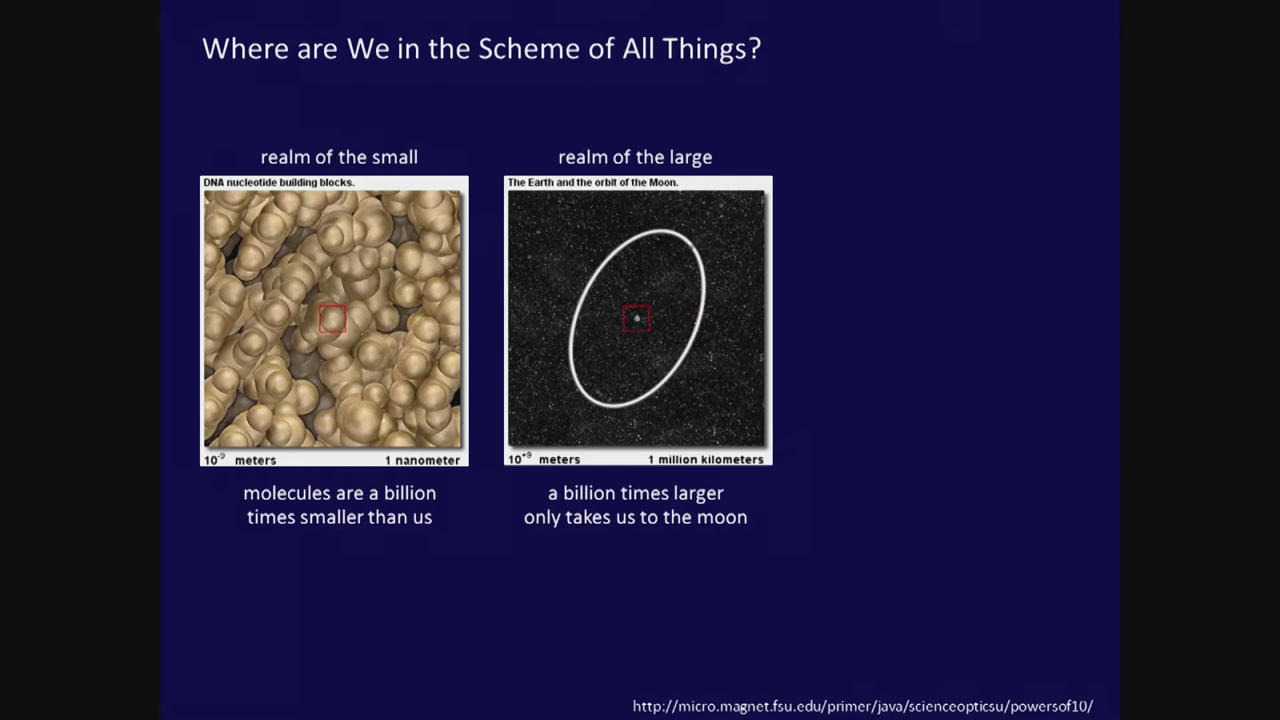 Where are We in the Scheme of All Things?
realm of the small
DNA nucleotide building blocks.
10⁻⁹ meters 1 nanometer
molecules are a billion
times smaller than us
realm of the large
The Earth and the orbit of the Moon.
10⁺⁹ meters 1 million kilometers
a billion times larger
only takes us to the moon
http://micro.magnet.fsu.edu/primer/java/scienceopticsu/powersof10/